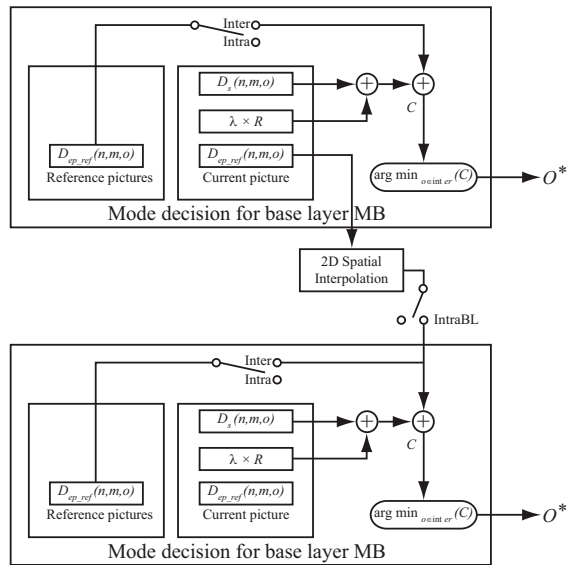 Inter
Intra
D_s(n,m,o)
C
λ × R
D_ep_ref(n,m,o)
Reference pictures
D_ep_ref(n,m,o)
Current picture
arg min o∈inter (C)
O*
Mode decision for base layer MB
2D Spatial
Interpolation
IntraBL
Inter
Intra
D_s(n,m,o)
C
λ × R
D_ep_ref(n,m,o)
Reference pictures
D_ep_ref(n,m,o)
Current picture
arg min o∈inter (C)
O*
Mode decision for base layer MB